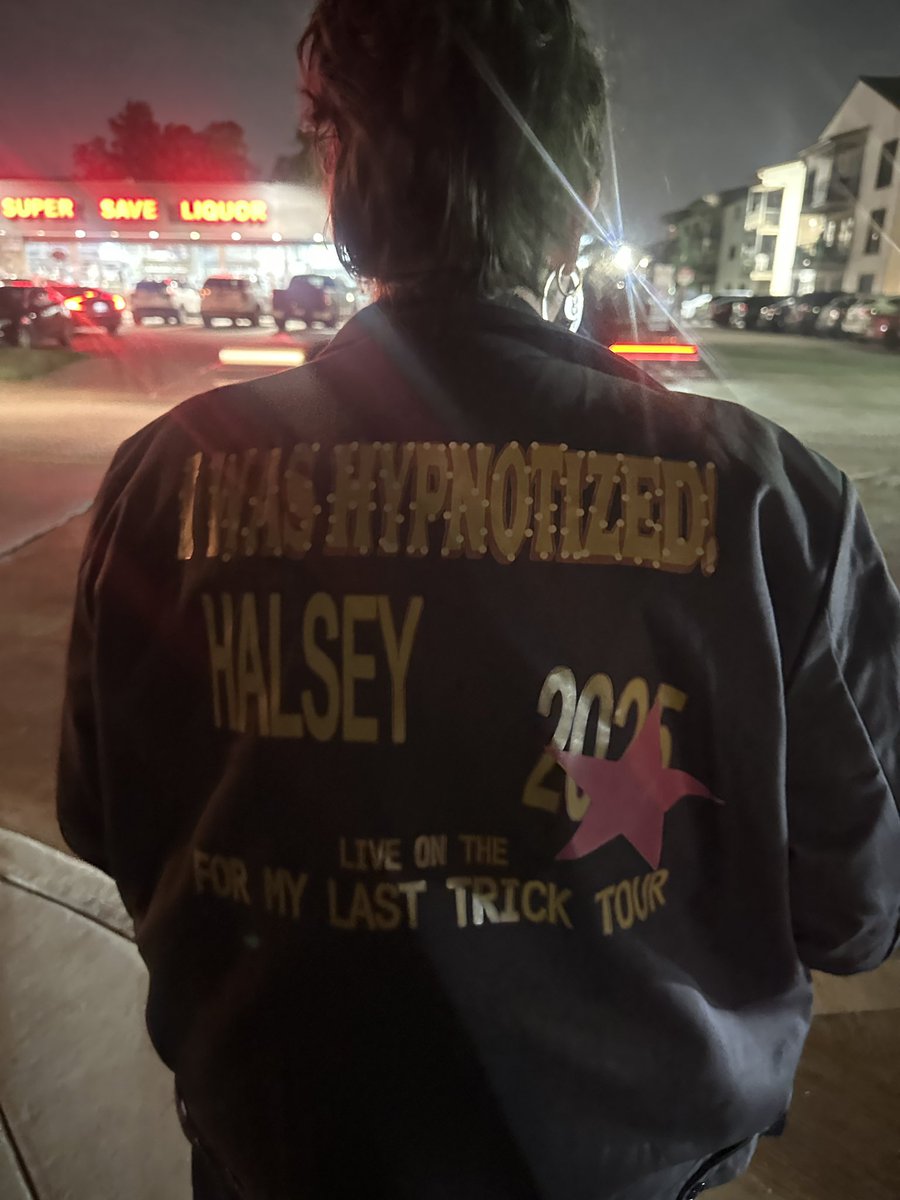 SUPER SAVE LIQUOR
I WAS HYPNOTIZED!
HALSEY
2025
LIVE ON THE
FOR MY LAST TRICK TOUR